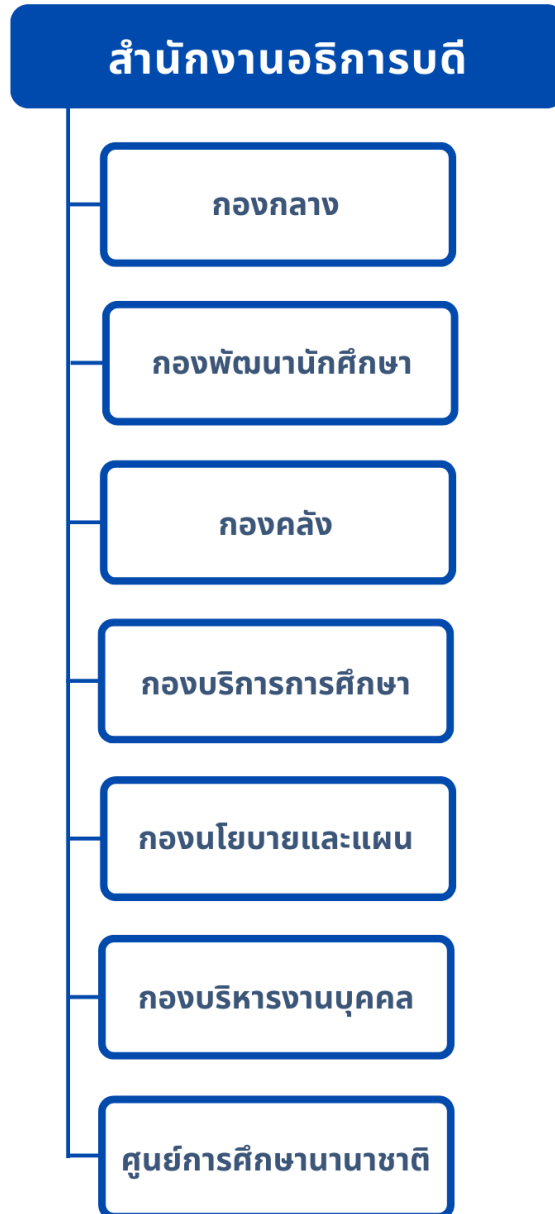 สำนักงานอธิการบดี
กองกลาง
กองพัฒนานักศึกษา
กองคลัง
กองบริการการศึกษา
กองนโยบายและแผน
กองบริหารงานบุคคล
ศูนย์การศึกษานานาชาติ